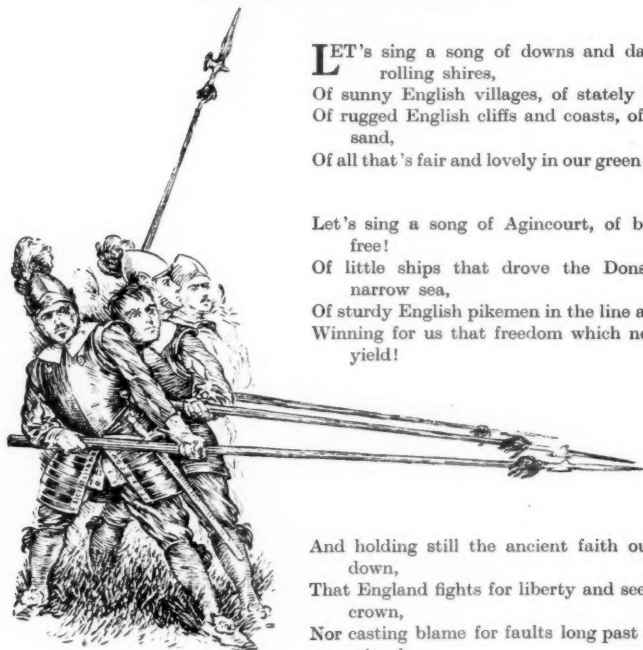 LET's sing a song of downs and da
rolling shires,
Of sunny English villages, of stately
Of rugged English cliffs and coasts, of
sand,
Of all that's fair and lovely in our green
Let's sing a song of Agincourt, of b
free!
Of little ships that drove the Dons
narrow sea,
Of sturdy English pikemen in the line a
Winning for us that freedom which ne
yield!
And holding still the ancient faith ou
down,
That England fights for liberty and see
crown,
Nor casting blame for faults long past